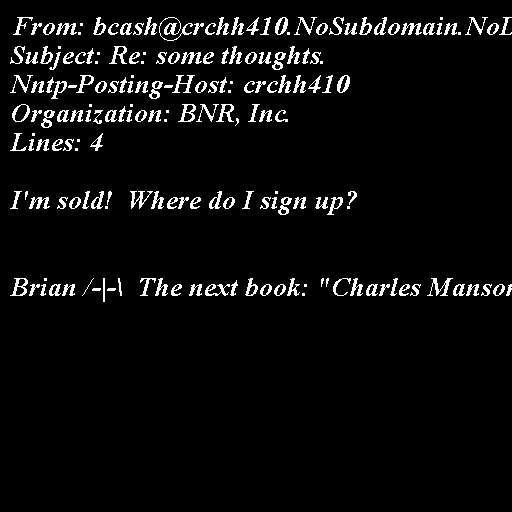 From: bcash@crchh410.NoSubdomain.NoD
Subject: Re: some thoughts.
Nntp-Posting-Host: crchh410
Organization: BNR, Inc.
Lines: 4
I'm sold!  Where do I sign up?
Brian /-|-\  The next book: "Charles Manson